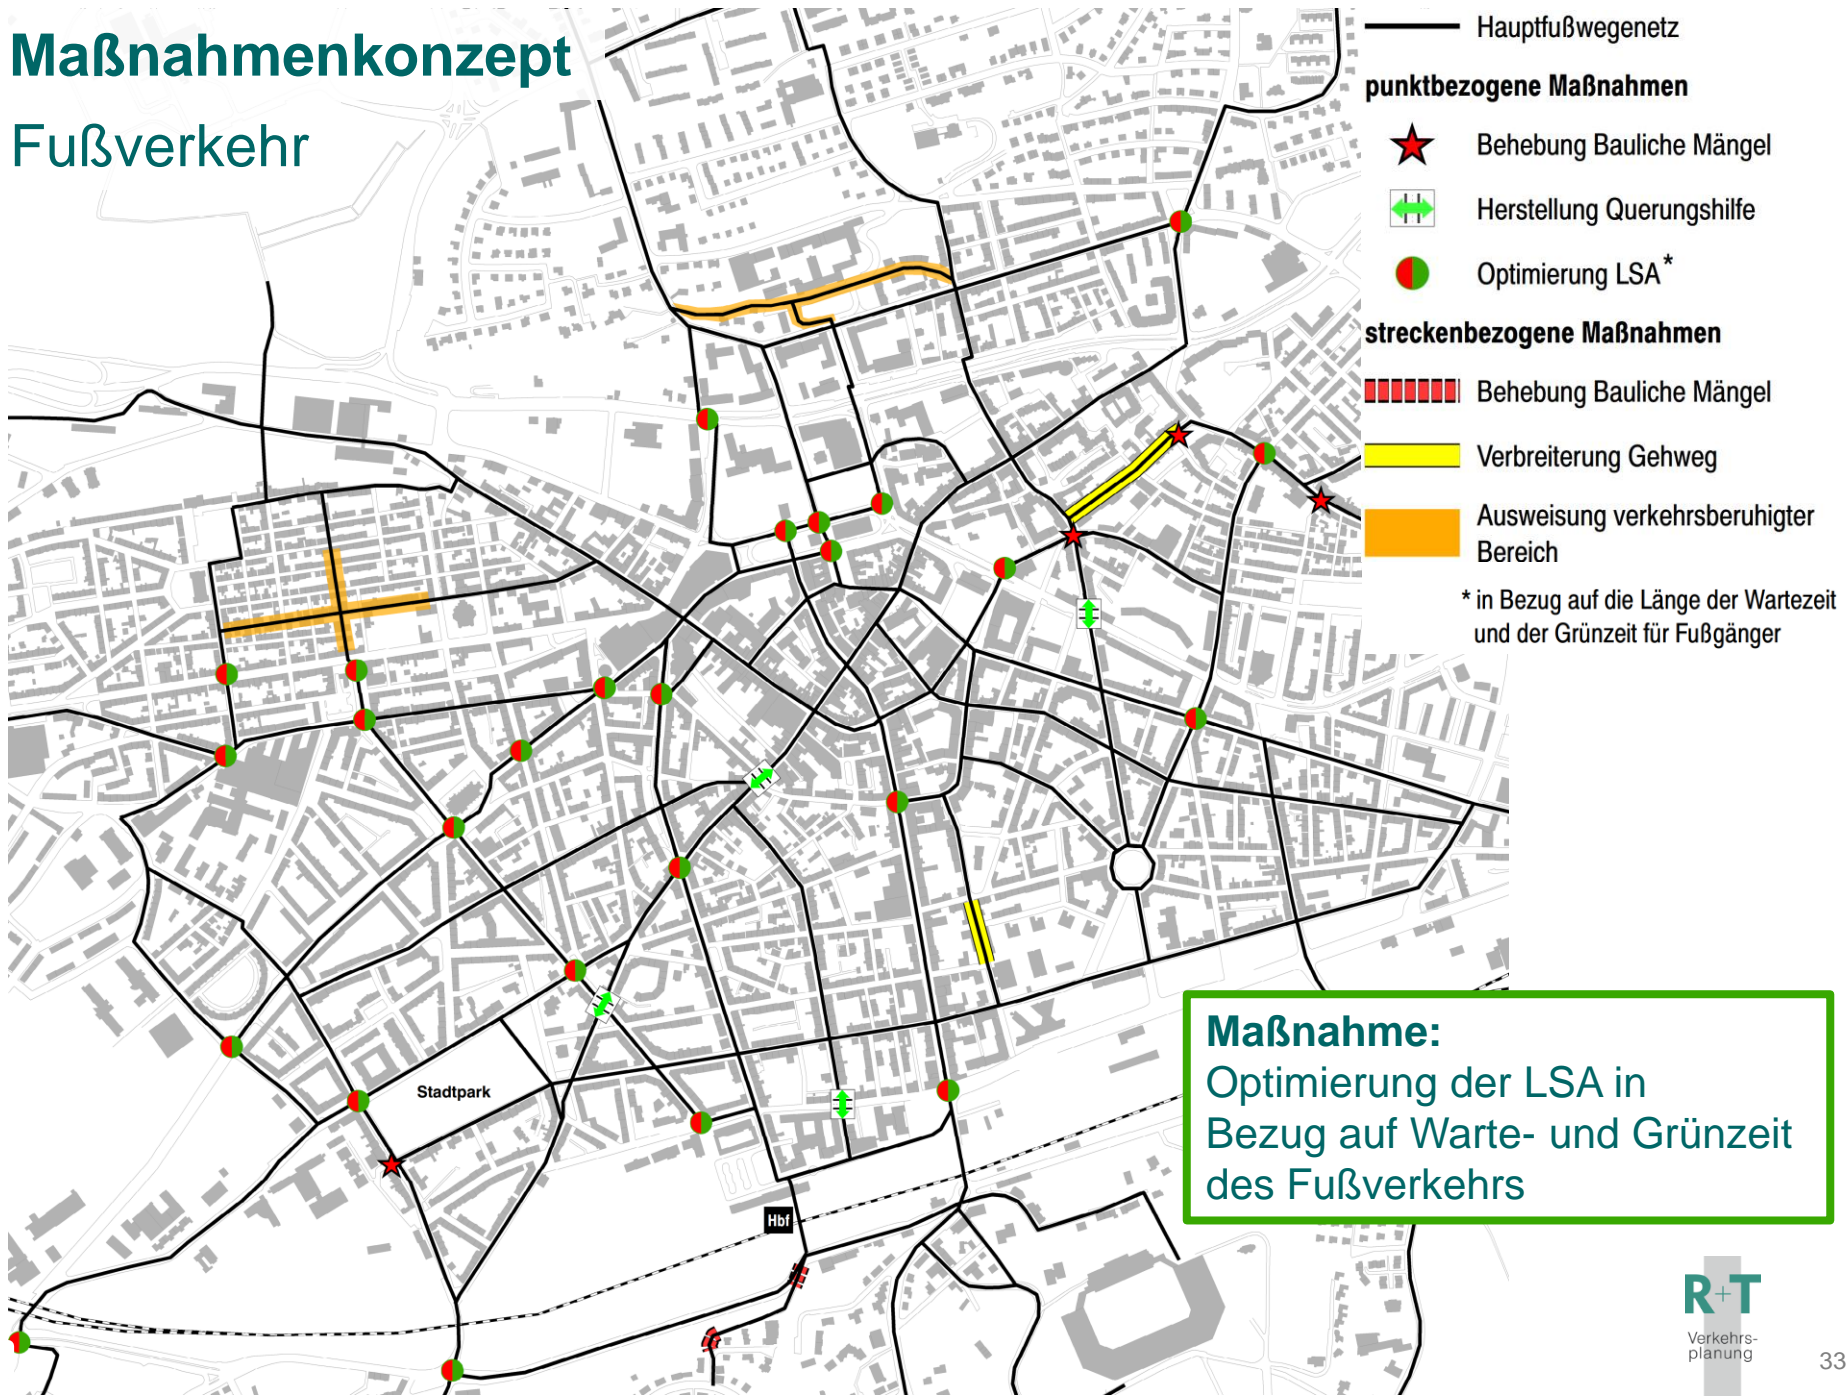 Maßnahmenkonzept
Fußverkehr
Hauptfußwegenetz
punktbezogene Maßnahmen
Behebung Bauliche Mängel
Herstellung Querungshilfe
Optimierung LSA*
streckenbezogene Maßnahmen
Behebung Bauliche Mängel
Verbreiterung Gehweg
Ausweisung verkehrsberuhigter
Bereich
* in Bezug auf die Länge der Wartezeit
und der Grünzeit für Fußgänger
Stadtpark
Hbf
Maßnahme:
Optimierung der LSA in
Bezug auf Warte- und Grünzeit
des Fußverkehrs
R+T
Verkehrs-
planung
33